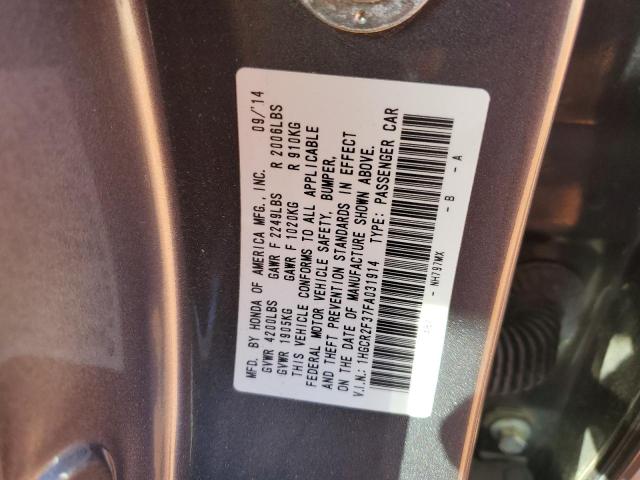 MFD. BY HONDA OF AMERICA MFG., INC. 09/'14
GVWR 4200LBS GAWR F 2249LBS R 2006LBS
GVWR 1905KG GAWR F 1020KG R 910KG
THIS VEHICLE CONFORMS TO ALL APPLICABLE
FEDERAL MOTOR VEHICLE SAFETY, BUMPER,
AND THEFT PREVENTION STANDARDS IN EFFECT
ON THE DATE OF MANUFACTURE SHOWN ABOVE.
V.I.N.: 1HGCR2F37FA031914 TYPE: PASSENGER CAR
- NH797MX - B - A